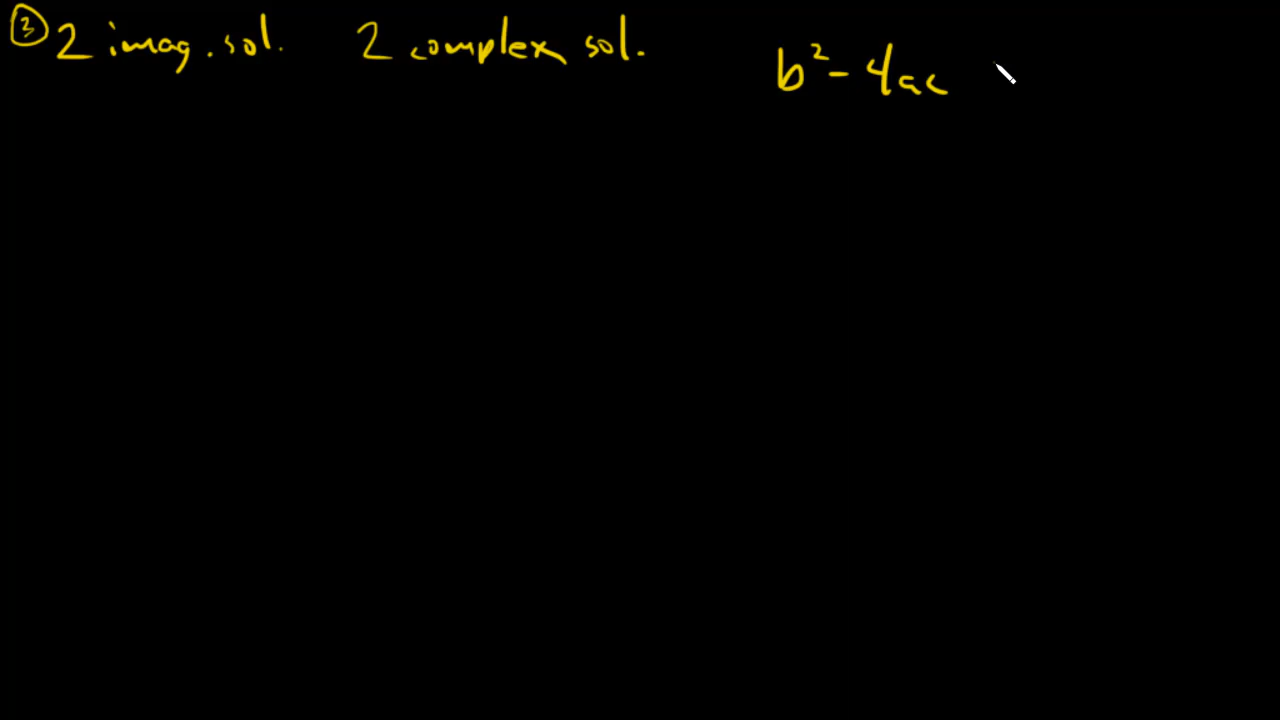 ③ 2 imag. sol. 2 complex sol. b² - 4ac